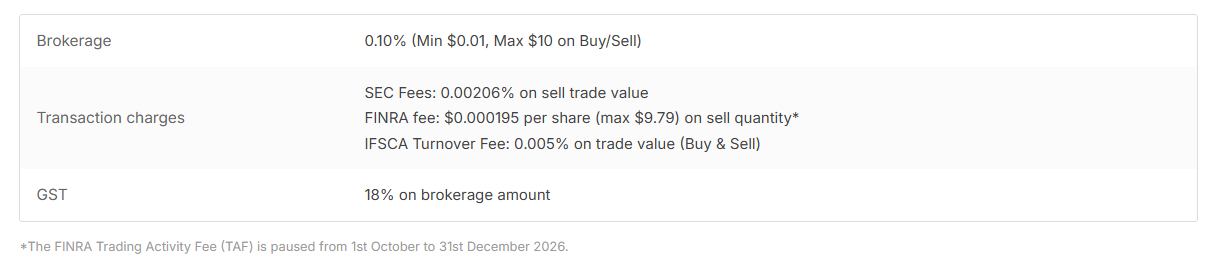 Brokerage
0.10% (Min $0.01, Max $10 on Buy/Sell)
Transaction charges
SEC Fees: 0.00206% on sell trade value
FINRA fee: $0.000195 per share (max $9.79) on sell quantity*
IFSCA Turnover Fee: 0.005% on trade value (Buy & Sell)
GST
18% on brokerage amount
*The FINRA Trading Activity Fee (TAF) is paused from 1st October to 31st December 2026.